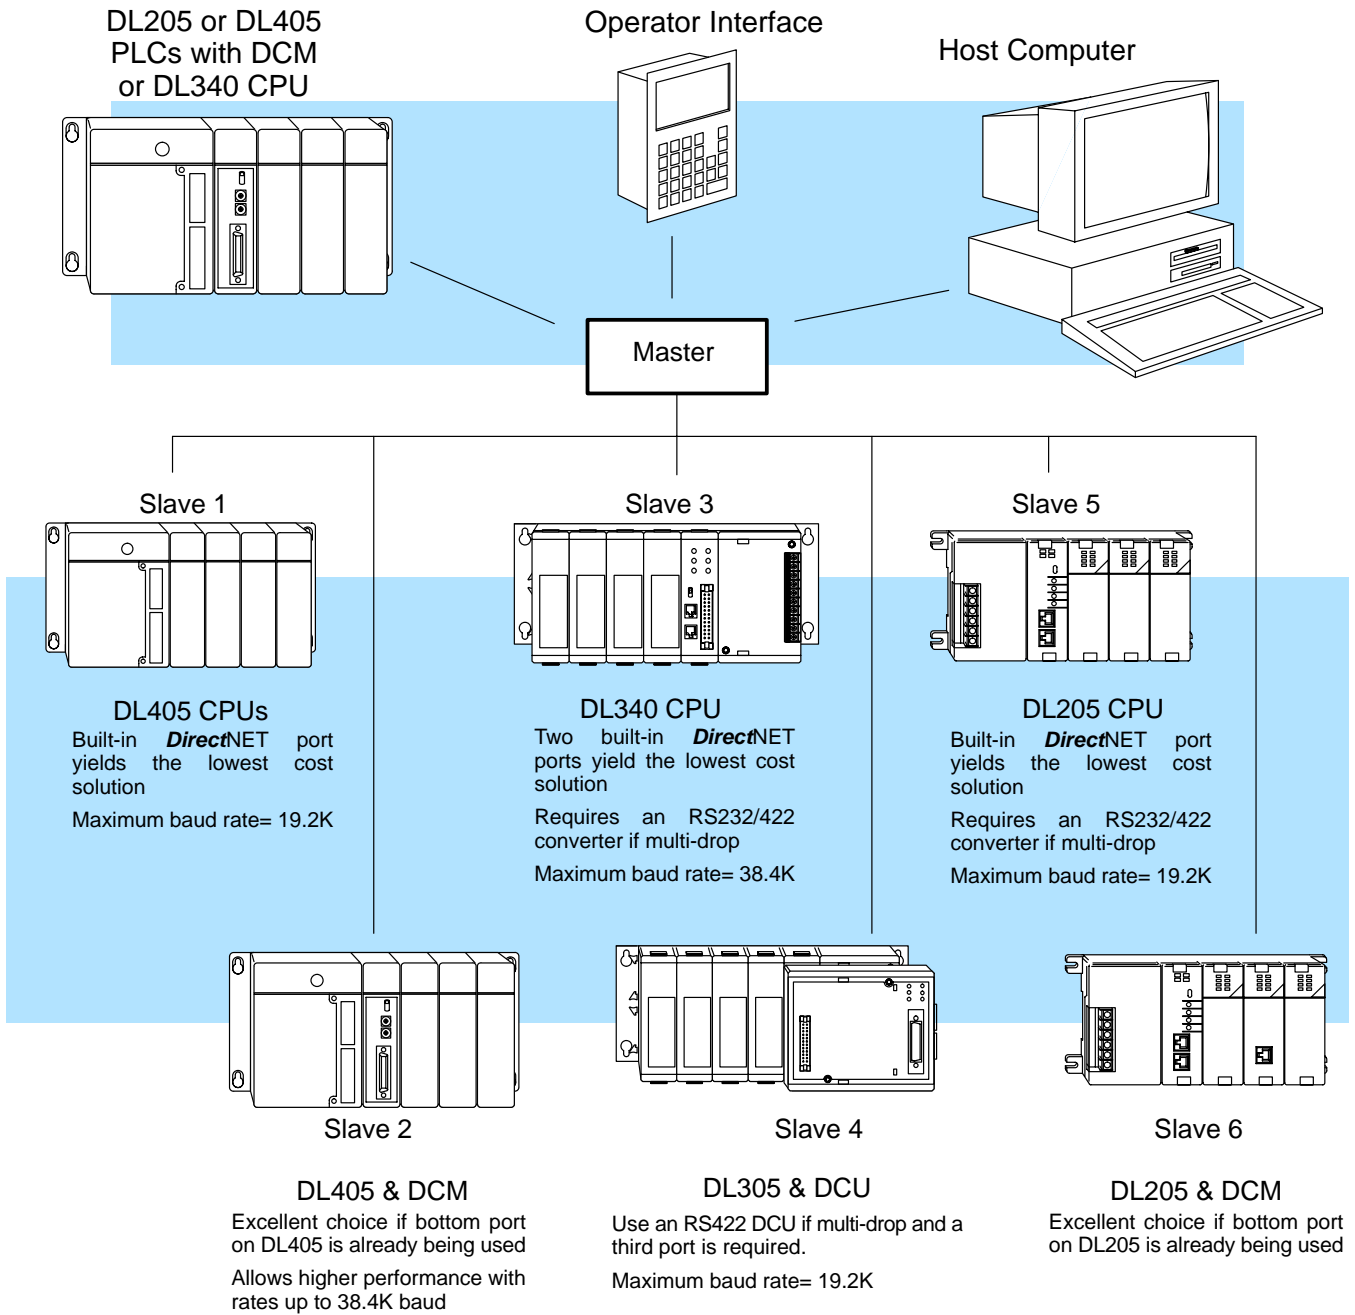 DL205 or DL405
PLCs with DCM
or DL340 CPU
Operator Interface
Host Computer
Master
Slave 1
Slave 3
Slave 5
DL405 CPUs
Built-in DirectNET port
yields the lowest cost
solution
Maximum baud rate= 19.2K
DL340 CPU
Two built-in DirectNET
ports yield the lowest cost
solution
Requires an RS232/422
converter if multi-drop
Maximum baud rate= 38.4K
DL205 CPU
Built-in DirectNET port
yields the lowest cost
solution
Requires an RS232/422
converter if multi-drop
Maximum baud rate= 19.2K
Slave 2
Slave 4
Slave 6
DL405 & DCM
Excellent choice if bottom port
on DL405 is already being used
Allows higher performance with
rates up to 38.4K baud
DL305 & DCU
Use an RS422 DCU if multi-drop and a
third port is required.
Maximum baud rate= 19.2K
DL205 & DCM
Excellent choice if bottom port
on DL205 is already being used